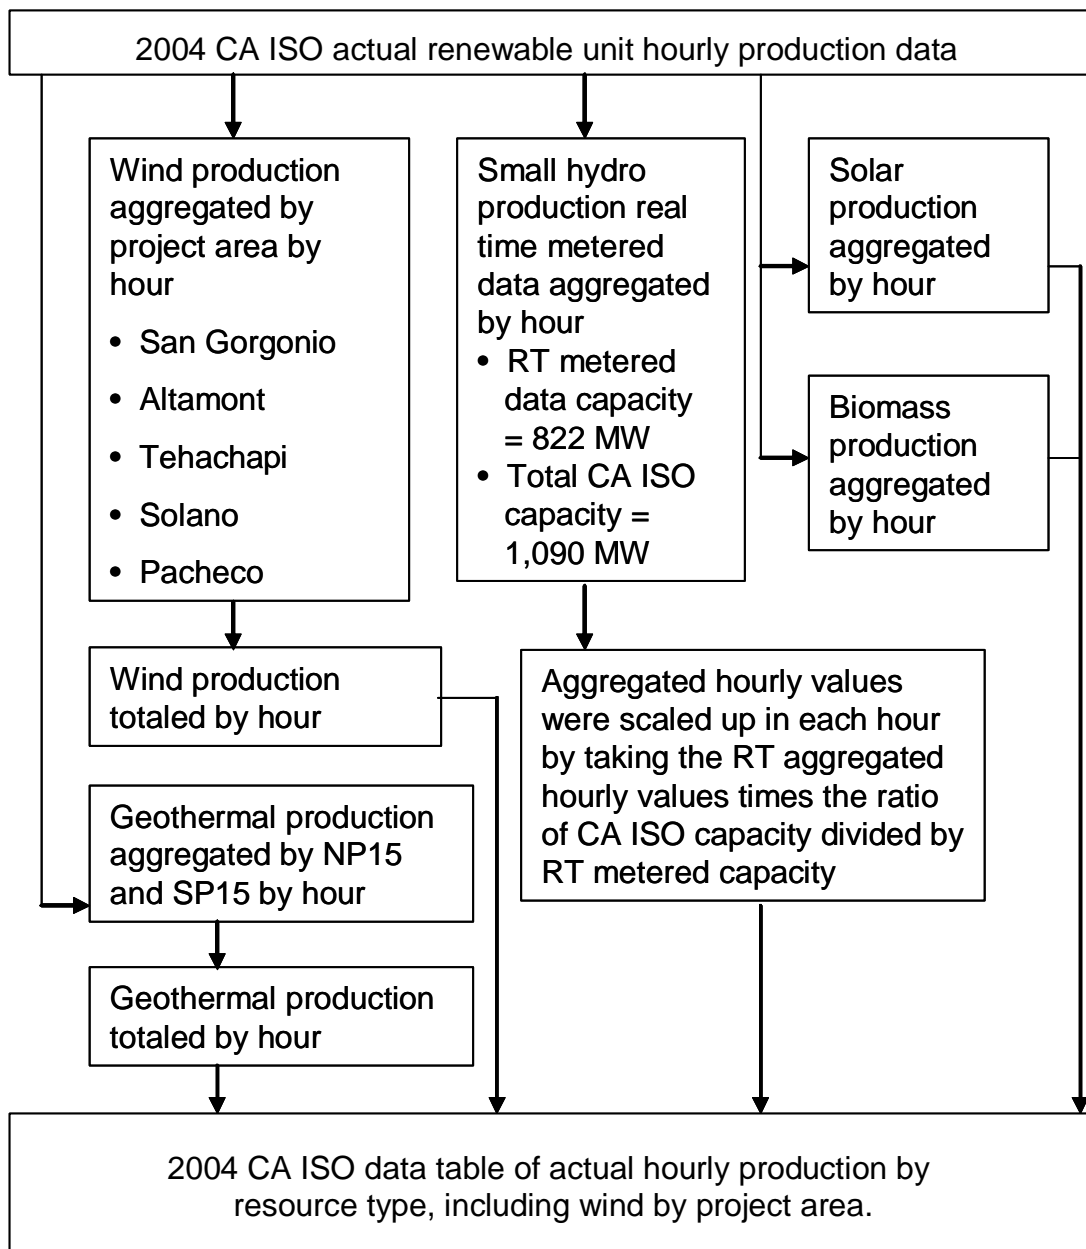 2004 CA ISO actual renewable unit hourly production data
Wind production
aggregated by
project area by
hour
• San Gorgonio
• Altamont
• Tehachapi
• Solano
• Pacheco
Small hydro
production real
time metered
data aggregated
by hour
• RT metered
data capacity
= 822 MW
• Total CA ISO
capacity =
1,090 MW
Solar
production
aggregated
by hour
Biomass
production
aggregated
by hour
Wind production
totaled by hour
Aggregated hourly values
were scaled up in each hour
by taking the RT aggregated
hourly values times the ratio
of CA ISO capacity divided by
RT metered capacity
Geothermal production
aggregated by NP15
and SP15 by hour
Geothermal production
totaled by hour
2004 CA ISO data table of actual hourly production by
resource type, including wind by project area.